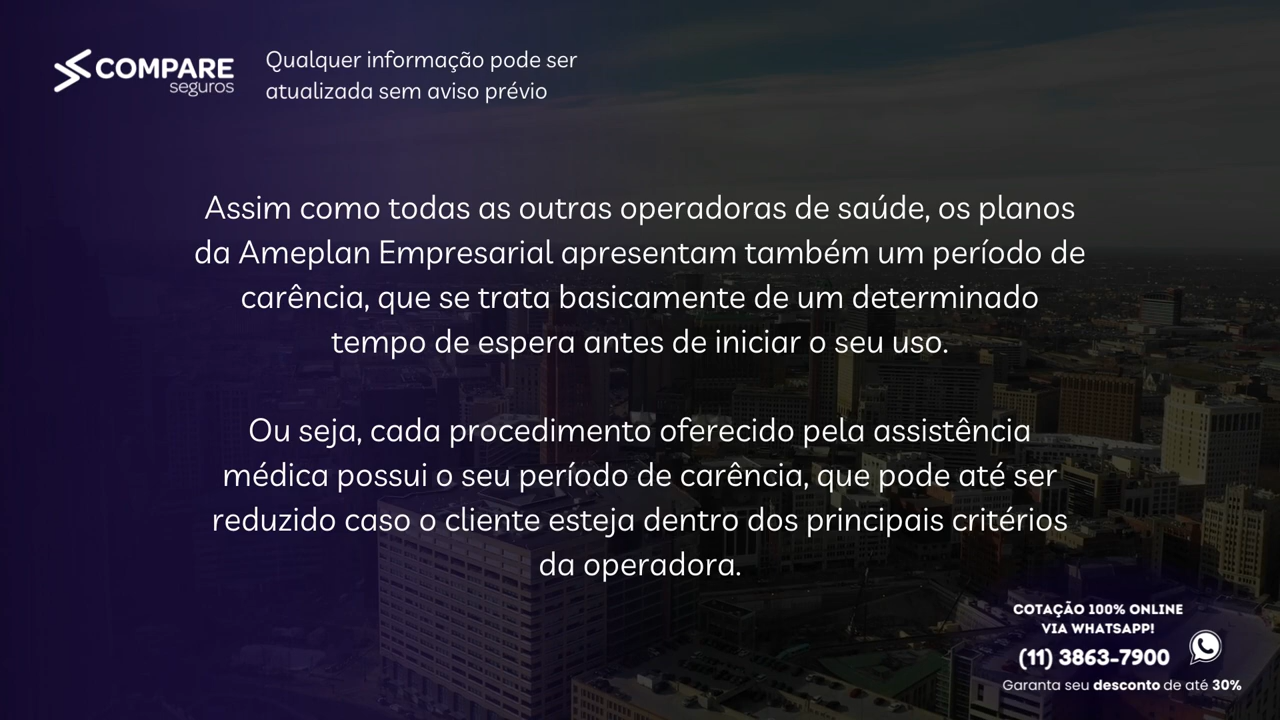 COMPARE
seguros
Qualquer informação pode ser
atualizada sem aviso prévio
Assim como todas as outras operadoras de saúde, os planos
da Ameplan Empresarial apresentam também um período de
carência, que se trata basicamente de um determinado
tempo de espera antes de iniciar o seu uso.
Ou seja, cada procedimento oferecido pela assistência
médica possui o seu período de carência, que pode até ser
reduzido caso o cliente esteja dentro dos principais critérios
da operadora.
COTAÇÃO 100% ONLINE
VIA WHATSAPP!
(11) 3863-7900
Garanta seu desconto de até 30%